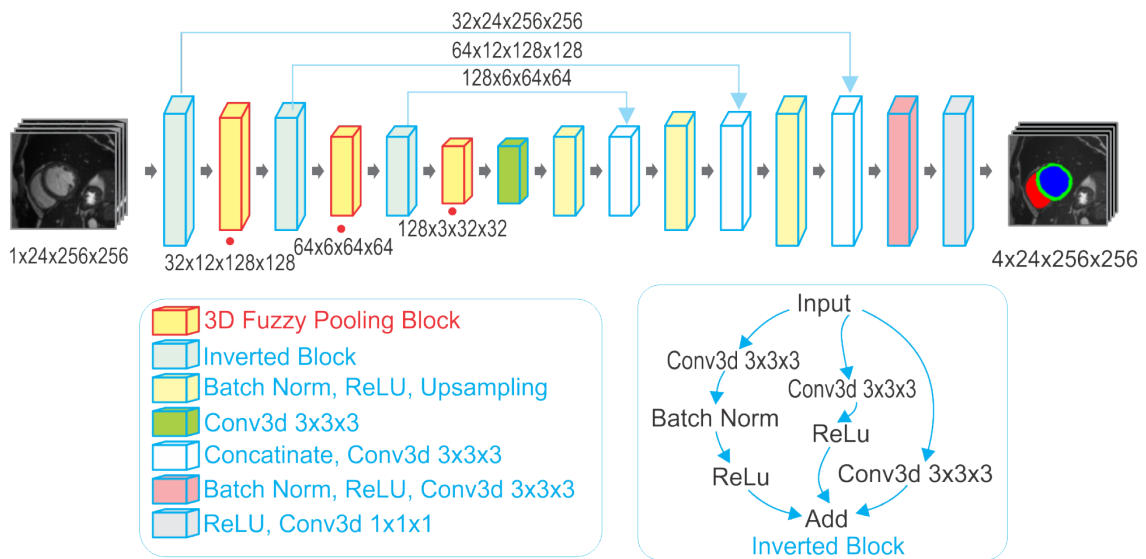 32x24x256x256
64x12x128x128
128x6x64x64
1x24x256x256
32x12x128x128
64x6x64x64
128x3x32x32
4x24x256x256
3D Fuzzy Pooling Block
Inverted Block
Batch Norm, ReLU, Upsampling
Conv3d 3x3x3
Concatinate, Conv3d 3x3x3
Batch Norm, ReLU, Conv3d 3x3x3
ReLU, Conv3d 1x1x1
Input
Conv3d 3x3x3
Conv3d 3x3x3
Batch Norm
ReLu
ReLu
Conv3d 3x3x3
Add
Inverted Block